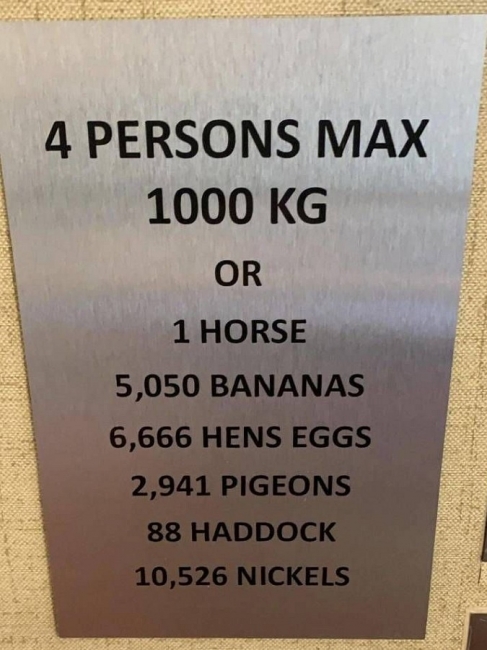 4 PERSONS MAX
1000 KG
OR
1 HORSE
5,050 BANANAS
6,666 HENS EGGS
2,941 PIGEONS
88 HADDOCK
10,526 NICKELS